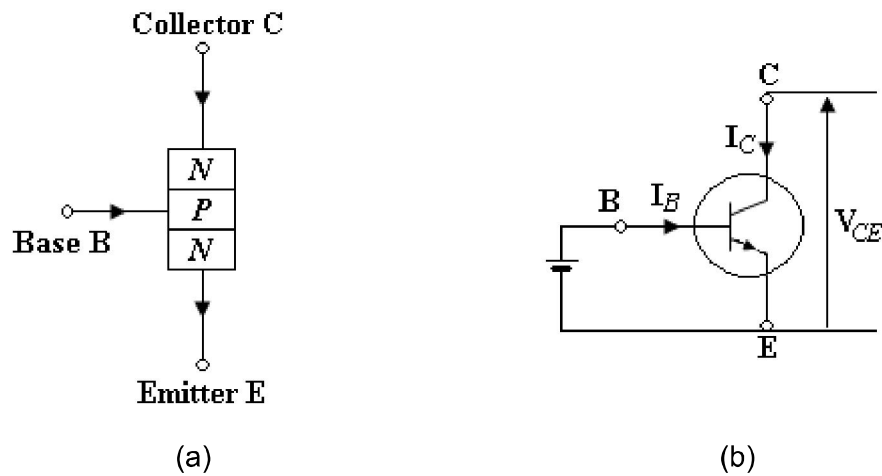 Collector C
N
P
N
Base B
Emitter E
(a)
C
I_C
B
I_B
V_CE
E
(b)